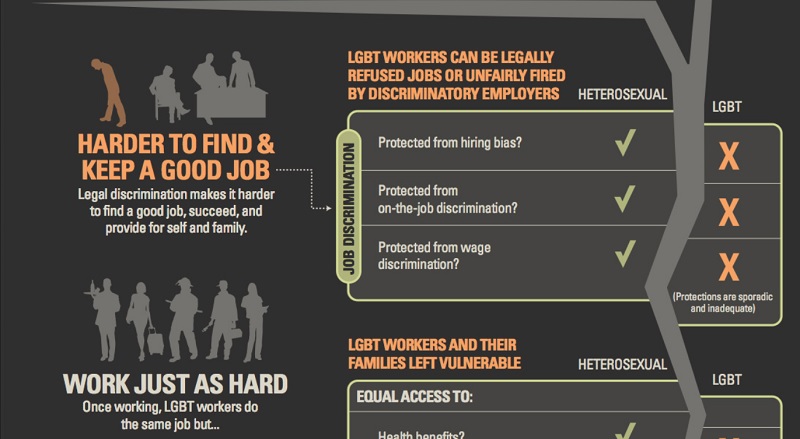 LGBT WORKERS CAN BE LEGALLY
REFUSED JOBS OR UNFAIRLY FIRED
BY DISCRIMINATORY EMPLOYERS
HETEROSEXUAL
LGBT
HARDER TO FIND &
KEEP A GOOD JOB
Legal discrimination makes it harder
to find a good job, succeed, and
provide for self and family.
JOB DISCRIMINATION
Protected from hiring bias?
Protected from
on-the-job discrimination?
Protected from wage
discrimination?
(Protections are sporadic
and inadequate)
WORK JUST AS HARD
Once working, LGBT workers do
the same job but...
LGBT WORKERS AND THEIR
FAMILIES LEFT VULNERABLE
HETEROSEXUAL
LGBT
EQUAL ACCESS TO:
Health benefits?